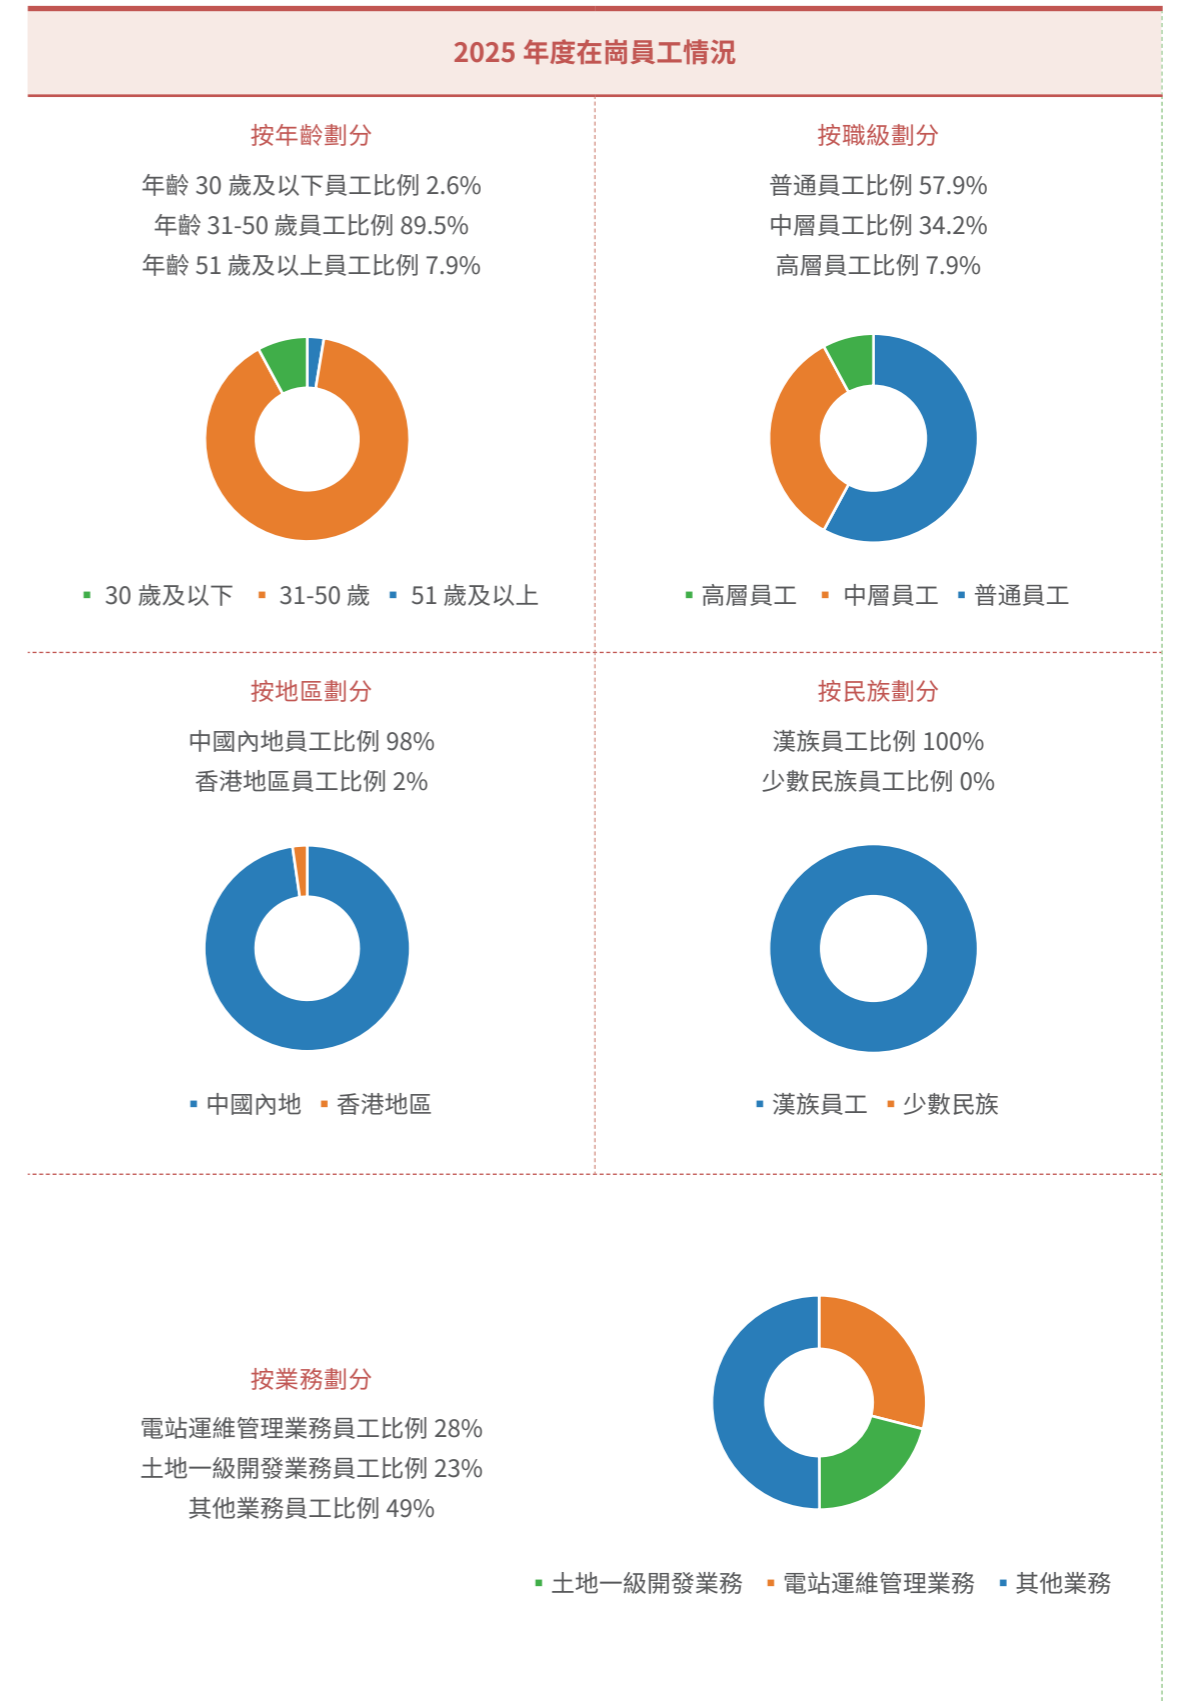 2025 年度在崗員工情況
按年齡劃分
年齡 30 歲及以下員工比例 2.6%
年齡 31-50 歲員工比例 89.5%
年齡 51 歲及以上員工比例 7.9%
30 歲及以下 31-50 歲 51 歲及以上
按職級劃分
普通員工比例 57.9%
中層員工比例 34.2%
高層員工比例 7.9%
高層員工 中層員工 普通員工
按地區劃分
中國內地員工比例 98%
香港地區員工比例 2%
中國內地 香港地區
按民族劃分
漢族員工比例 100%
少數民族員工比例 0%
漢族員工 少數民族
按業務劃分
電站運維管理業務員工比例 28%
土地一級開發業務員工比例 23%
其他業務員工比例 49%
土地一級開發業務 電站運維管理業務 其他業務